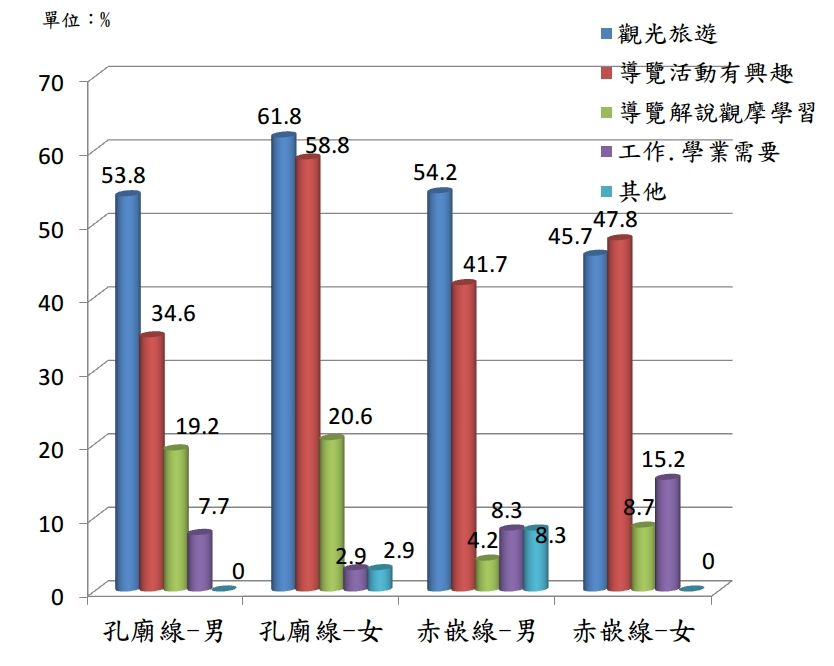 單位：%
觀光旅遊
導覽活動有興趣
導覽解說觀摩學習
工作.學業需要
其他
70
60
50
40
30
20
10
0
53.8
34.6
19.2
7.7
0
61.8
58.8
20.6
2.9
2.9
54.2
41.7
4.2
8.3
8.3
45.7
47.8
8.7
15.2
0
孔廟線-男
孔廟線-女
赤嵌線-男
赤嵌線-女